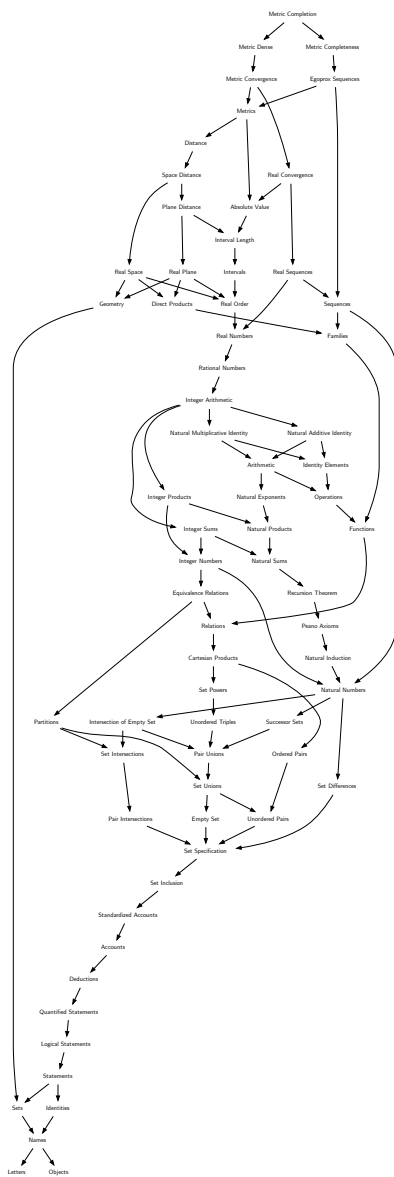 Metric Completion
Metric Dense
Metric Completeness
Metric Convergence
Egoprox Sequences
Metrics
Distance
Space Distance
Real Convergence
Plane Distance
Absolute Value
Interval Length
Real Space
Real Plane
Intervals
Real Sequences
Geometry
Direct Products
Real Order
Sequences
Real Numbers
Families
Rational Numbers
Integer Arithmetic
Natural Multiplicative Identity
Natural Additive Identity
Arithmetic
Identity Elements
Integer Products
Natural Exponents
Operations
Integer Sums
Natural Products
Functions
Integer Numbers
Natural Sums
Equivalence Relations
Recursion Theorem
Relations
Peano Axioms
Cartesian Products
Natural Induction
Set Powers
Natural Numbers
Partitions
Intersection of Empty Set
Unordered Triples
Successor Sets
Set Intersections
Pair Unions
Ordered Pairs
Set Unions
Set Differences
Pair Intersections
Empty Set
Unordered Pairs
Set Specification
Set Inclusion
Standardized Accounts
Accounts
Deductions
Quantified Statements
Logical Statements
Statements
Sets
Identities
Names
Letters
Objects